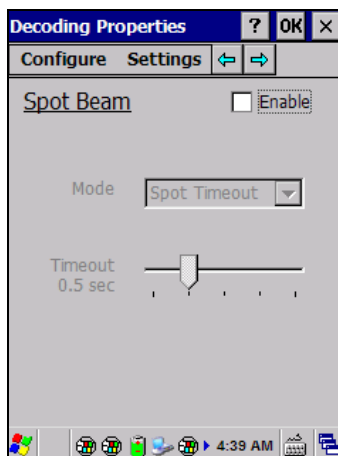 Decoding Properties ? OK ×
Configure Settings
Spot Beam Enable
Mode Spot Timeout
Timeout
0.5 sec
4:39 AM